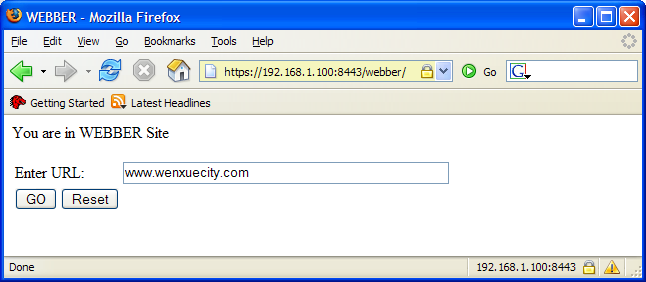 WEBBER - Mozilla Firefox
File Edit View Go Bookmarks Tools Help
https://192.168.1.100:8443/webber/ Go G
Getting Started Latest Headlines
You are in WEBBER Site
Enter URL: www.wenxuecity.com
GO Reset
Done 192.168.1.100:8443